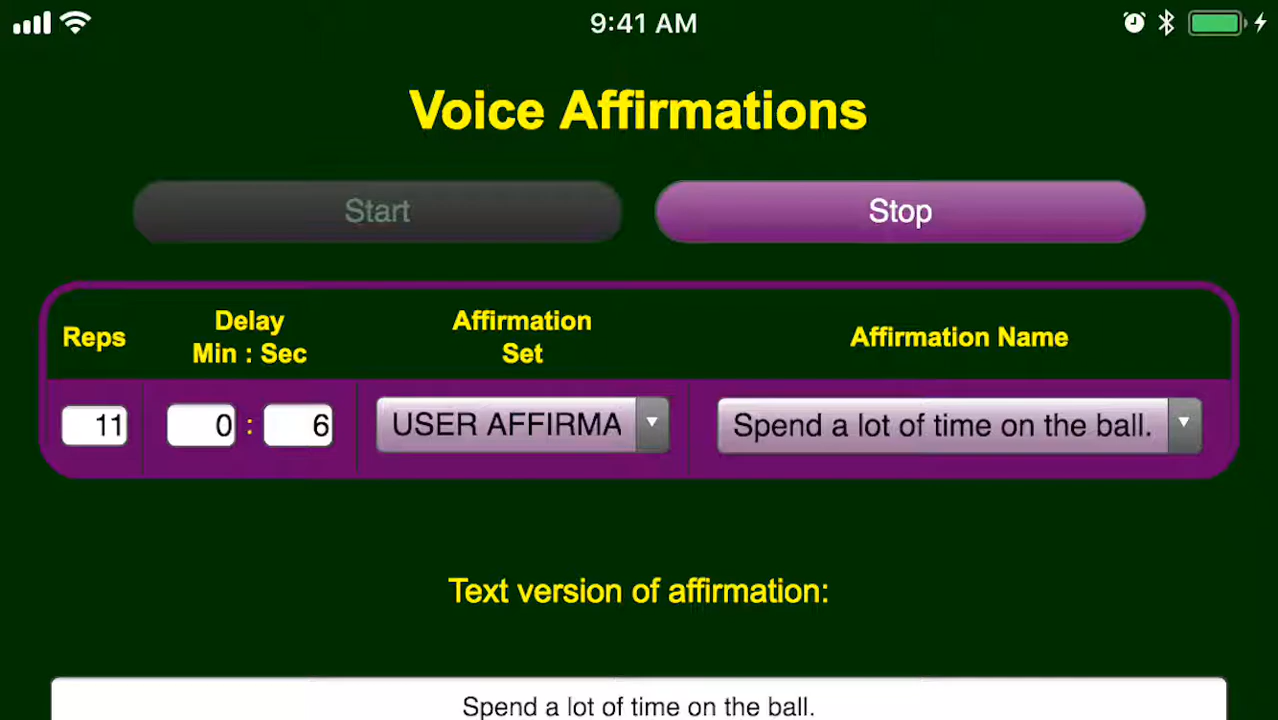 9:41 AM
Voice Affirmations
Start
Stop
Reps
Delay
Min : Sec
Affirmation
Set
Affirmation Name
11
0 : 6
USER AFFIRMA
Spend a lot of time on the ball.
Text version of affirmation:
Spend a lot of time on the ball.